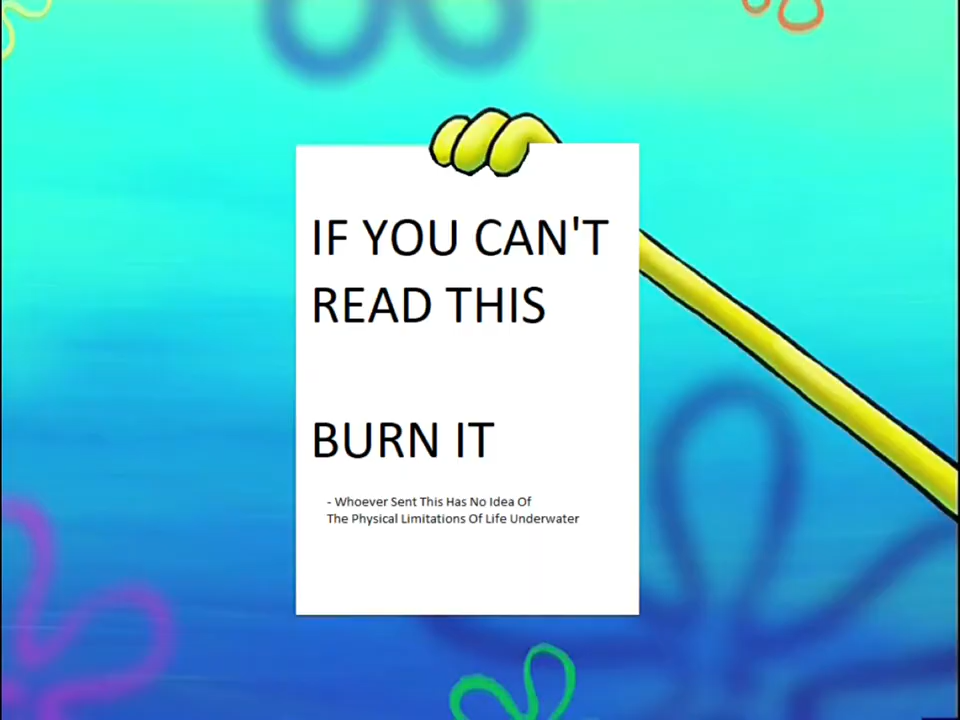 IF YOU CAN'T
READ THIS
BURN IT
- Whoever Sent This Has No Idea Of
The Physical Limitations Of Life Underwater